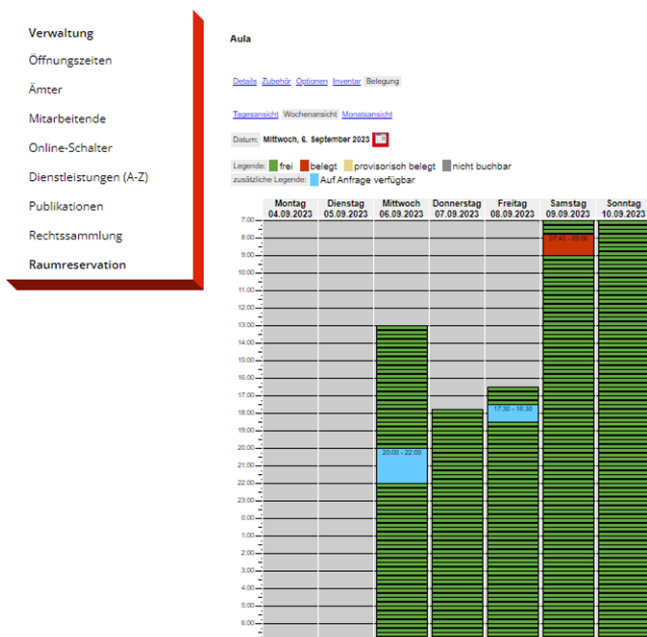 Verwaltung
Öffnungszeiten
Ämter
Mitarbeitende
Online-Schalter
Dienstleistungen (A-Z)
Publikationen
Rechtssammlung
Raumreservation
Aula
Details Zubehör Optionen Inventar Belegung
Tagesansicht Wochenansicht Monatsansicht
Datum: Mittwoch, 6. September 2023
Legende: frei belegt provisorisch belegt nicht buchbar
zusätzliche Legende: Auf Anfrage verfügbar
Montag Dienstag Mittwoch Donnerstag Freitag Samstag Sonntag
04.09.2023 05.09.2023 06.09.2023 07.09.2023 08.09.2023 09.09.2023 10.09.2023
7:00
8:00 07:45 - 09:00
9:00
10:00
11:00
12:00
13:00
14:00
15:00
16:00
17:00
17:30 - 18:30
18:00
19:00
20:00 20:00 - 22:00
21:00
22:00
23:00
0:00
1:00
2:00
3:00
4:00
5:00
6:00